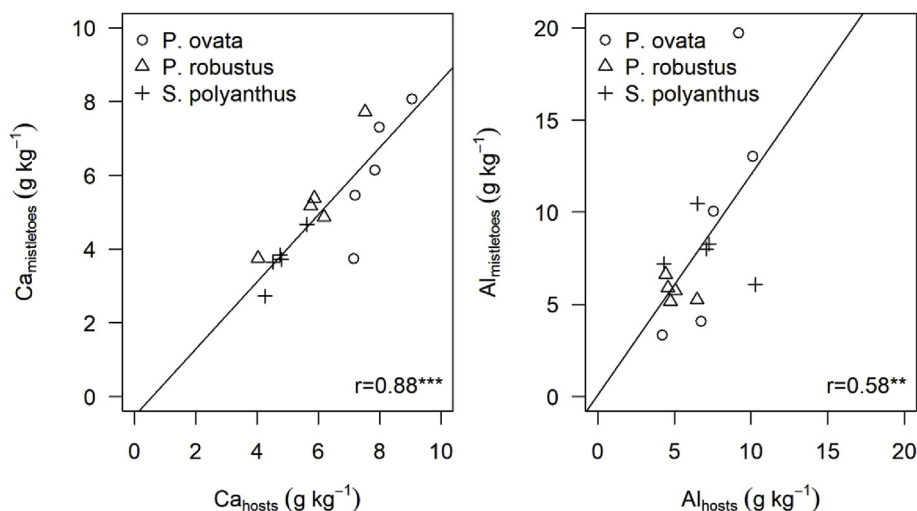 10
8
6
4
2
0
Ca_mistletoes (g kg⁻¹)
○ P. ovata
△ P. robustus
+ S. polyanthus
r=0.88***
0 2 4 6 8 10
Ca_hosts (g kg⁻¹)
20
15
10
5
0
Al_mistletoes (g kg⁻¹)
○ P. ovata
△ P. robustus
+ S. polyanthus
r=0.58**
0 5 10 15 20
Al_hosts (g kg⁻¹)